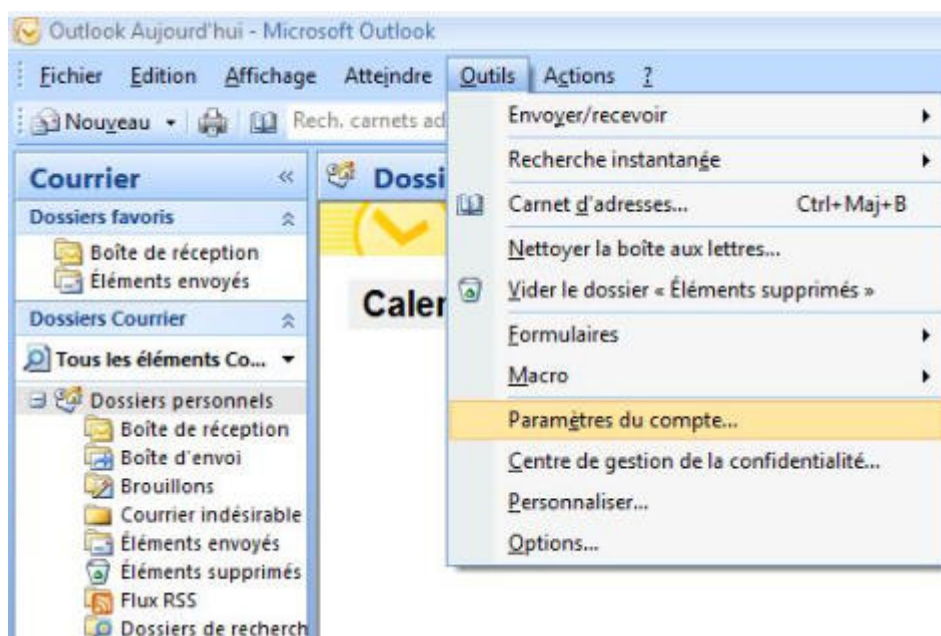 Outlook Aujourd'hui - Microsoft Outlook
Fichier Edition Affichage Atteindre Outils Actions ?
Nouveau Rech. carnets ad
Courrier «
Dossiers favoris
Boîte de réception
Éléments envoyés
Dossiers Courrier
Tous les éléments Co...
Dossiers personnels
Boîte de réception
Boîte d'envoi
Brouillons
Courrier indésirable
Éléments envoyés
Éléments supprimés
Flux RSS
Dossiers de recherch
Dossi
Caler
Envoyer/recevoir
Recherche instantanée
Carnet d'adresses... Ctrl+Maj+B
Nettoyer la boîte aux lettres...
Vider le dossier « Éléments supprimés »
Formulaires
Macro
Paramètres du compte...
Centre de gestion de la confidentialité...
Personnaliser...
Options...